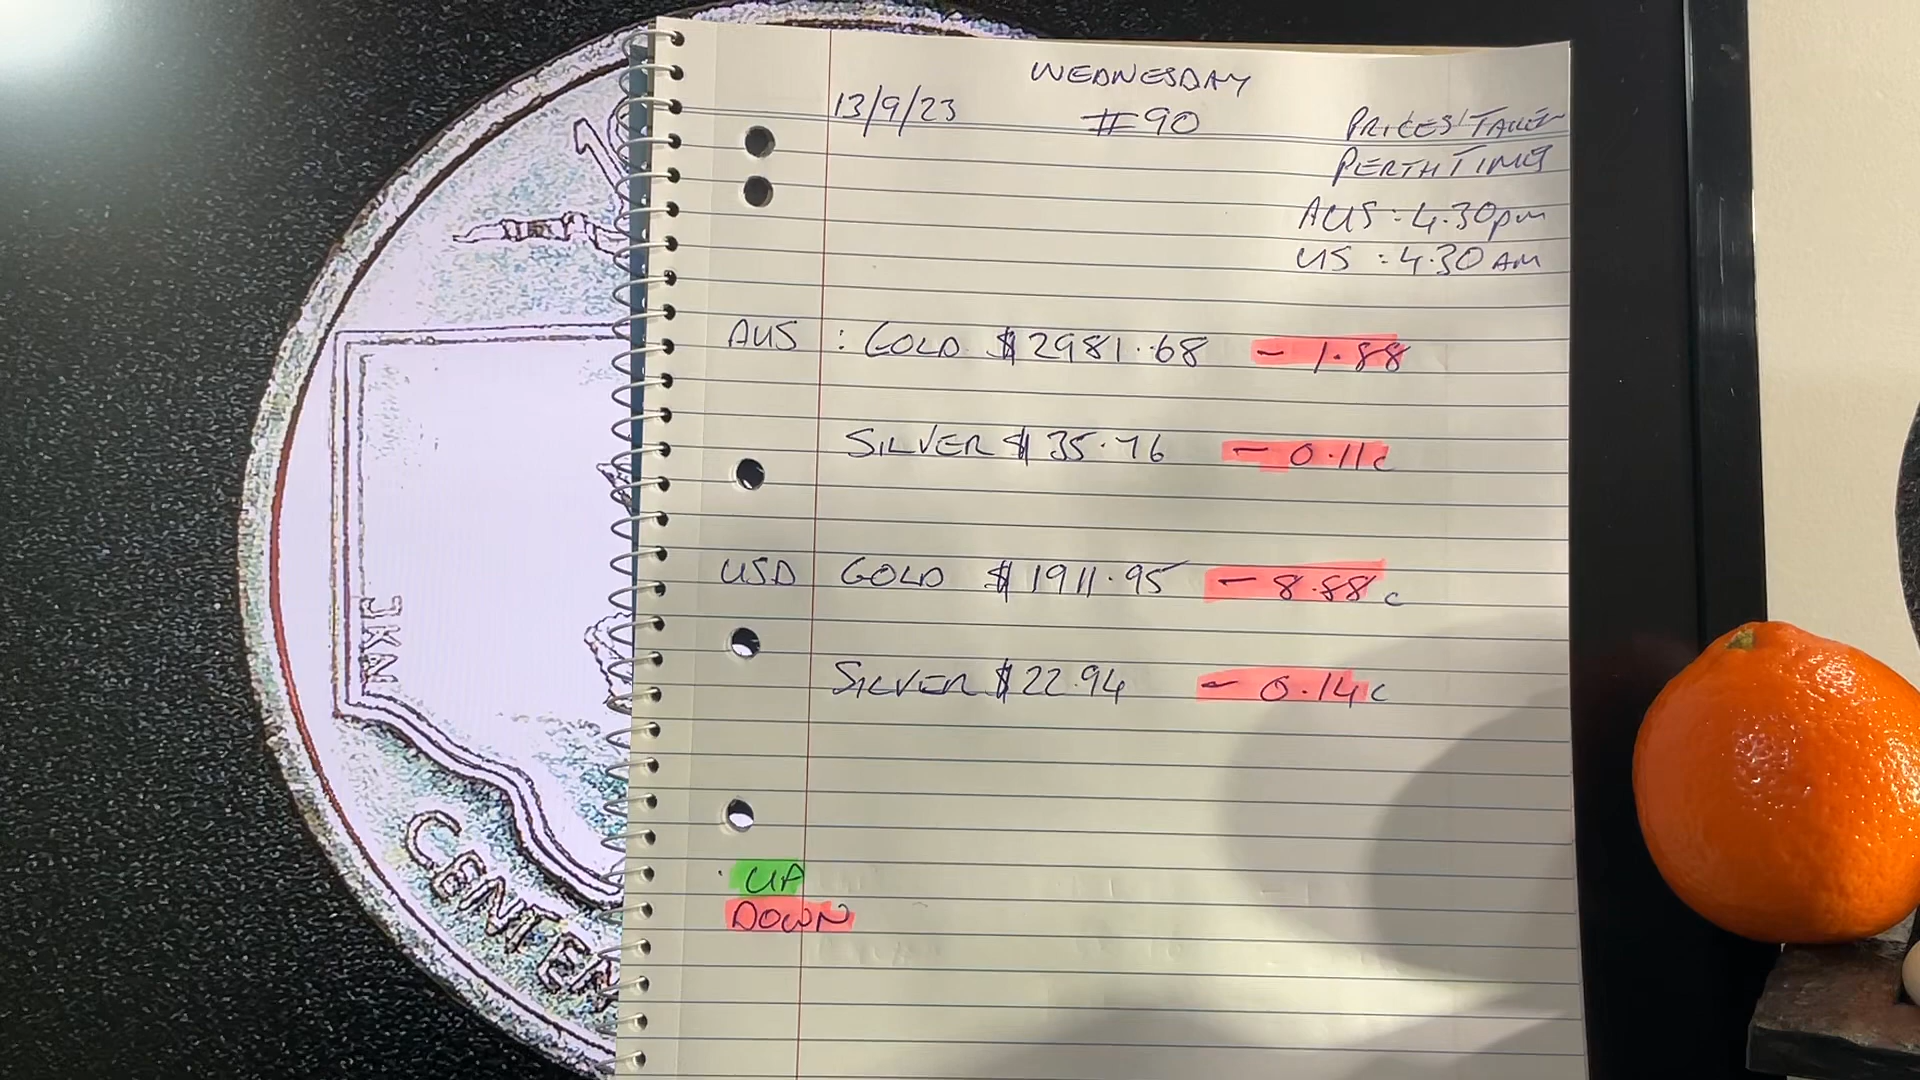 WEDNESDAY
13/9/23
#90
PRICES TAKEN
PERTH TIME
AUS : 4.30pm
US : 4.30 AM
AUS : GOLD $2981.68 - 1.88
SILVER $35.76 - 0.11c
USD GOLD $1911.95 - 8.88c
SILVER $22.94 - 0.14c
UP
DOWN
JKN
CENTEN